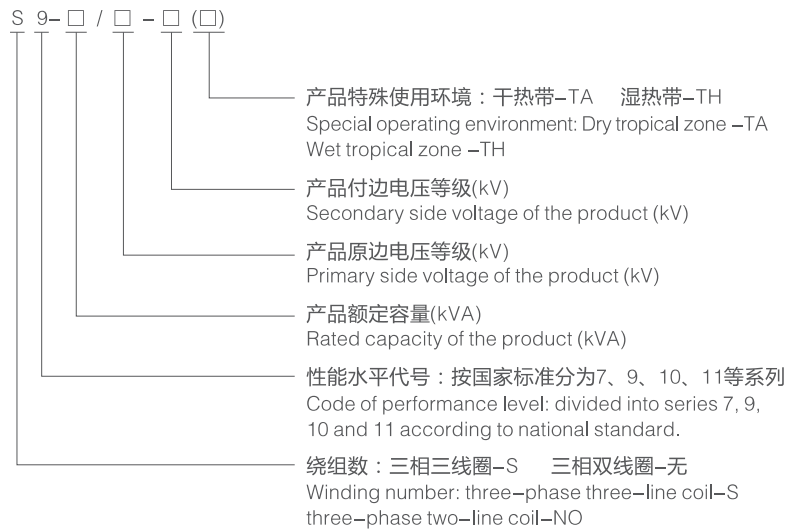 S 9–□ / □ – □ (□)
产品特殊使用环境：干热带–TA 湿热带–TH
Special operating environment: Dry tropical zone –TA
Wet tropical zone –TH
产品付边电压等级(kV)
Secondary side voltage of the product (kV)
产品原边电压等级(kV)
Primary side voltage of the product (kV)
产品额定容量(kVA)
Rated capacity of the product (kVA)
性能水平代号：按国家标准分为7、9、10、11等系列
Code of performance level: divided into series 7, 9,
10 and 11 according to national standard.
绕组数：三相三线圈–S 三相双线圈–无
Winding number: three–phase three–line coil–S
three–phase two–line coil–NO